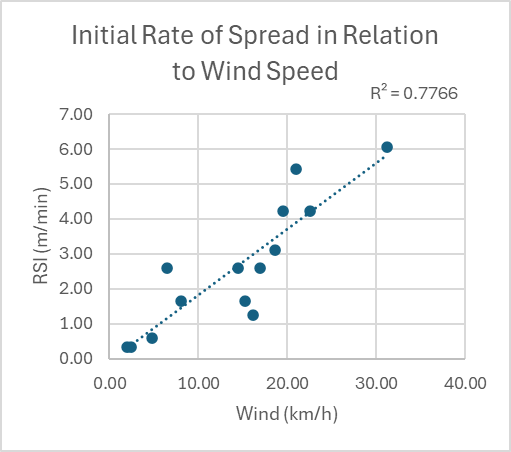 Initial Rate of Spread in Relation
to Wind Speed
R² = 0.7766
7.00
6.00
5.00
4.00
3.00
2.00
1.00
0.00
RSI (m/min)
0.00 10.00 20.00 30.00 40.00
Wind (km/h)